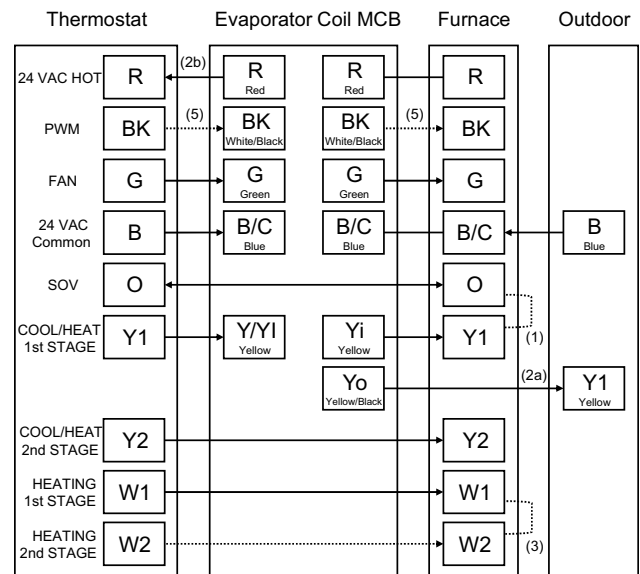 Thermostat Evaporator Coil MCB Furnace Outdoor
24 VAC HOT R (2b) R Red R Red R
PWM BK (5) BK White/Black BK White/Black (5) BK
FAN G G Green G Green G
24 VAC Common B B/C Blue B/C Blue B/C B Blue
SOV O O
(1)
COOL/HEAT 1st STAGE Y1 Y/YI Yellow Yi Yellow Y1
Yo Yellow/Black (2a) Y1 Yellow
COOL/HEAT 2nd STAGE Y2 Y2
HEATING 1st STAGE W1 W1
(3)
HEATING 2nd STAGE W2 W2